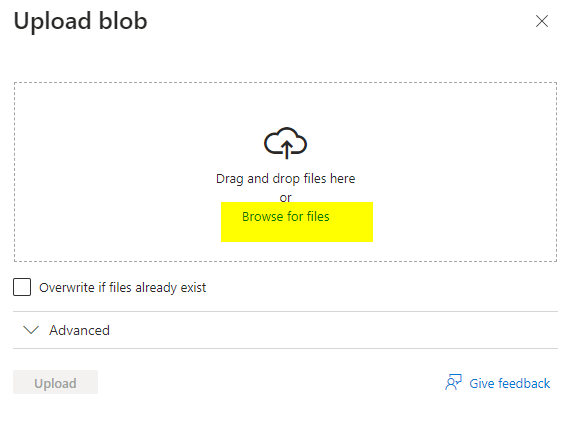 Upload blob
Drag and drop files here
or
Browse for files
Overwrite if files already exist
Advanced
Upload
Give feedback